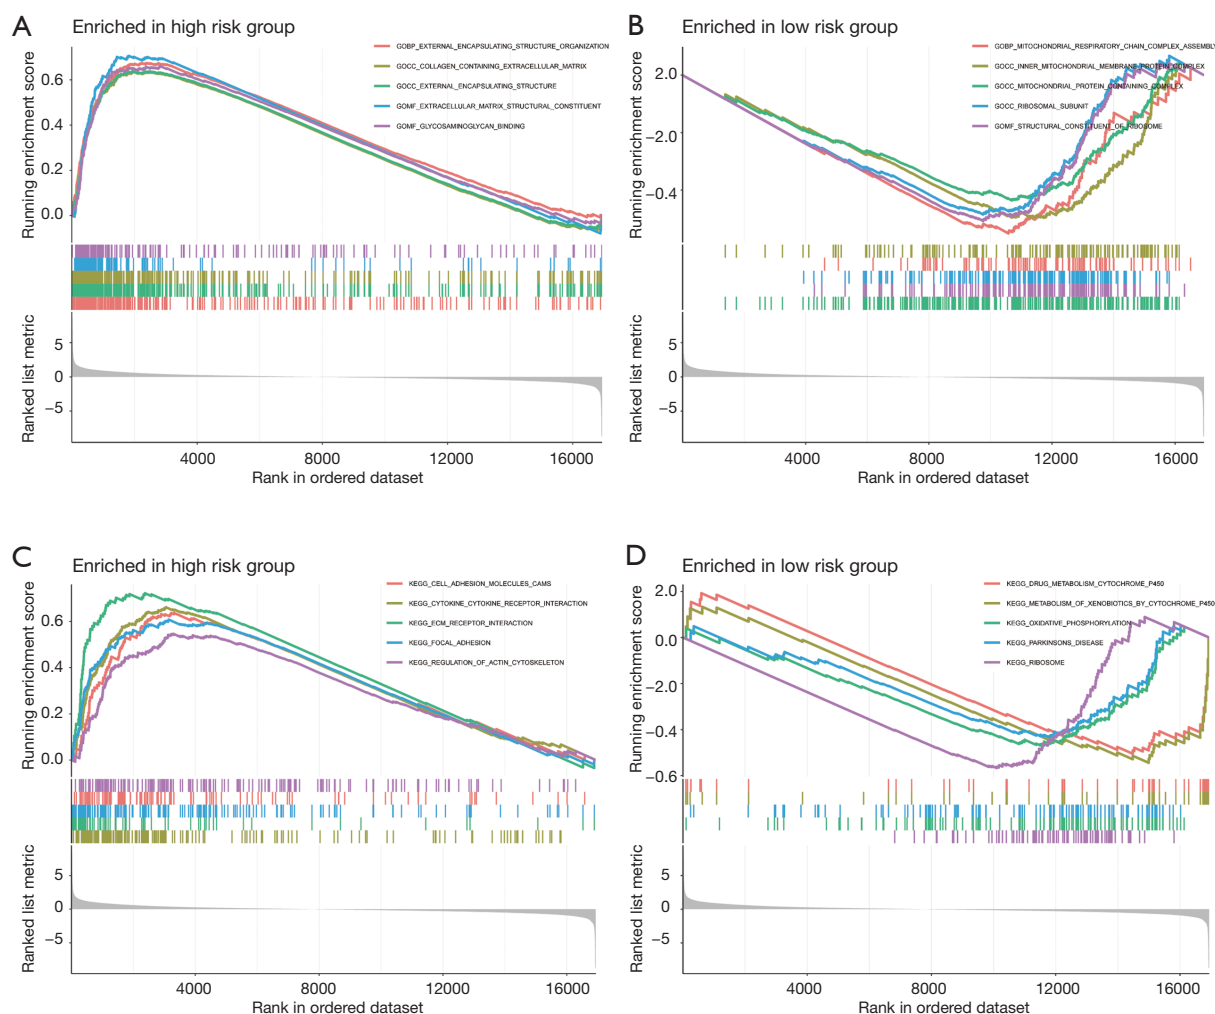 A
Enriched in high risk group
Running enrichment score
0.6
0.4
0.2
0.0
GOBP_EXTERNAL_ENCAPSULATING_STRUCTURE_ORGANIZATION
GOCC_COLLAGEN_CONTAINING_EXTRACELLULAR_MATRIX
GOCC_EXTERNAL_ENCAPSULATING_STRUCTURE
GOMF_EXTRACELLULAR_MATRIX_STRUCTURAL_CONSTITUENT
GOMF_GLYCOSAMINOGLYCAN_BINDING
Ranked list metric
5
0
−5
4000
8000
12000
16000
Rank in ordered dataset
B
Enriched in low risk group
Running enrichment score
2.0
−2.0
−0.4
GOBP_MITOCHONDRIAL_RESPIRATORY_CHAIN_COMPLEX_ASSEMBLY
GOCC_INNER_MITOCHONDRIAL_MEMBRANE_PROTEIN_COMPLEX
GOCC_MITOCHONDRIAL_PROTEIN_CONTAINING_COMPLEX
GOCC_RIBOSOMAL_SUBUNIT
GOMF_STRUCTURAL_CONSTITUENT_OF_RIBOSOME
Ranked list metric
5
0
−5
4000
8000
12000
16000
Rank in ordered dataset
C
Enriched in high risk group
Running enrichment score
0.6
0.4
0.2
0.0
KEGG_CELL_ADHESION_MOLECULES_CAMS
KEGG_CYTOKINE_CYTOKINE_RECEPTOR_INTERACTION
KEGG_ECM_RECEPTOR_INTERACTION
KEGG_FOCAL_ADHESION
KEGG_REGULATION_OF_ACTIN_CYTOSKELETON
Ranked list metric
5
0
−5
4000
8000
12000
16000
Rank in ordered dataset
D
Enriched in low risk group
Running enrichment score
2.0
0.0
−2.0
−0.4
−0.6
KEGG_DRUG_METABOLISM_CYTOCHROME_P450
KEGG_METABOLISM_OF_XENOBIOTICS_BY_CYTOCHROME_P450
KEGG_OXIDATIVE_PHOSPHORYLATION
KEGG_PARKINSONS_DISEASE
KEGG_RIBOSOME
Ranked list metric
5
0
−5
4000
8000
12000
16000
Rank in ordered dataset